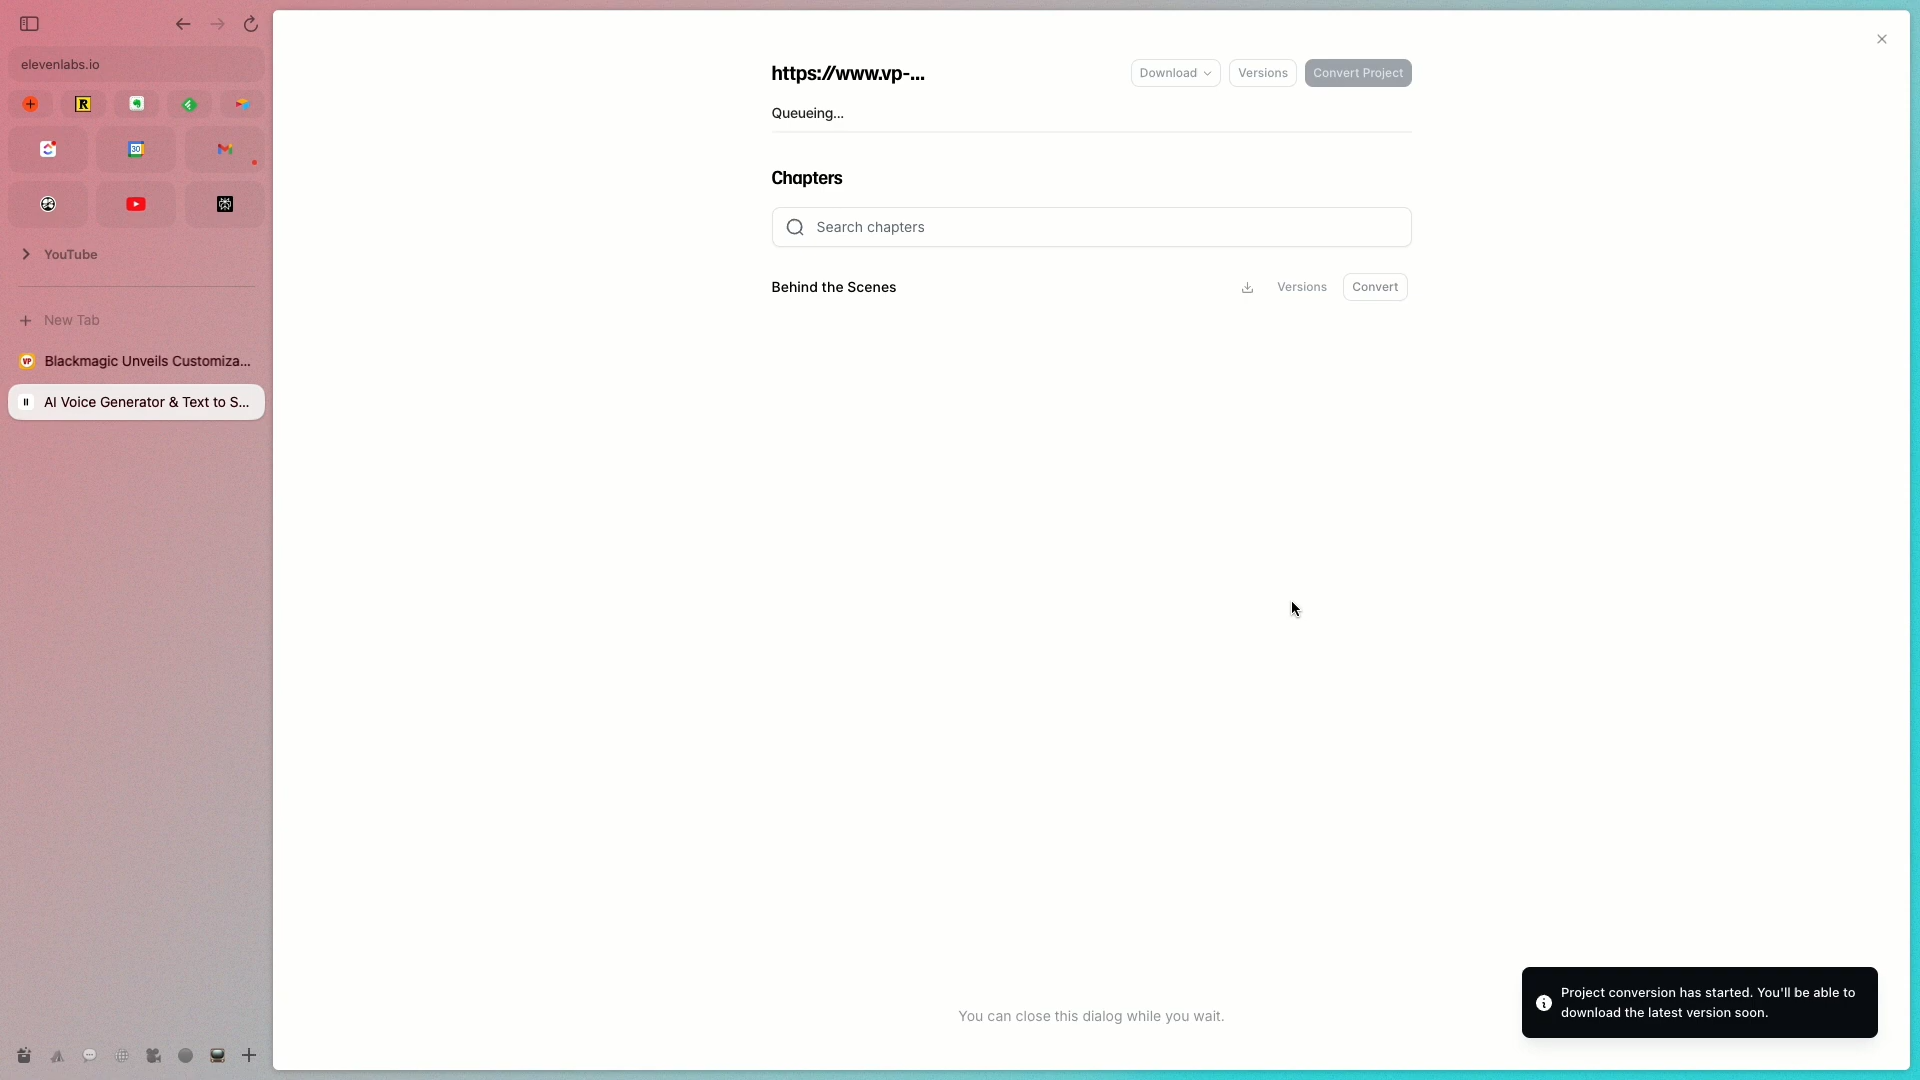 elevenlabs.io
30
YouTube
New Tab
VP Blackmagic Unveils Customiza...
AI Voice Generator & Text to S...
https://www.vp-...
Download
Versions
Convert Project
Queueing...
Chapters
Search chapters
Behind the Scenes
Versions
Convert
You can close this dialog while you wait.
Project conversion has started. You'll be able to
download the latest version soon.